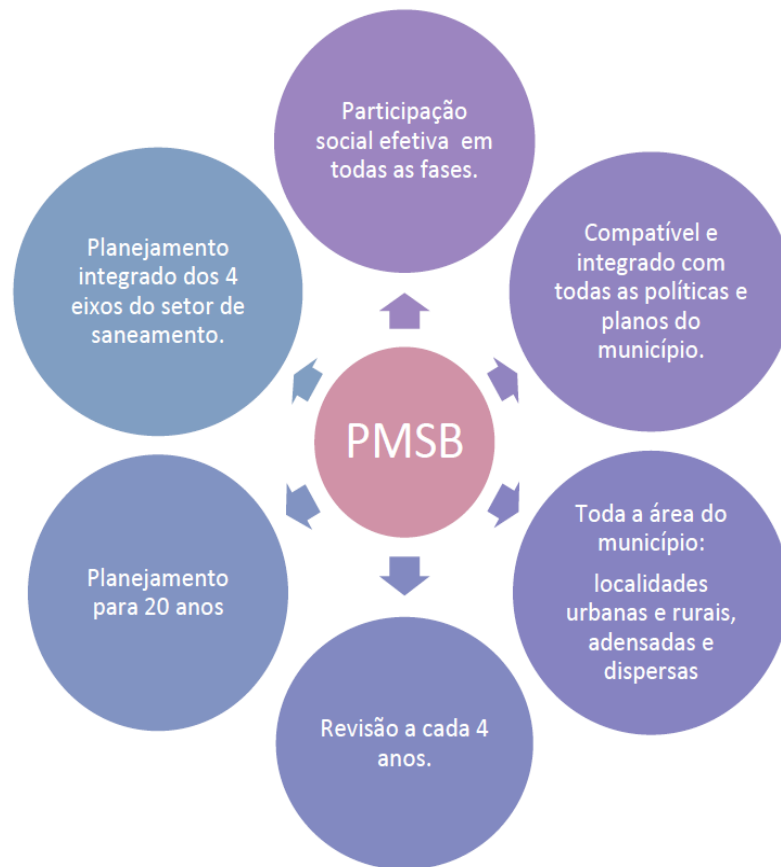 Participação
social efetiva em
todas as fases.
Planejamento
integrado dos 4
eixos do setor de
saneamento.
Compatível e
integrado com
todas as políticas e
planos do
município.
PMSB
Planejamento
para 20 anos
Toda a área do
município:
localidades
urbanas e rurais,
adensadas e
dispersas
Revisão a cada 4
anos.